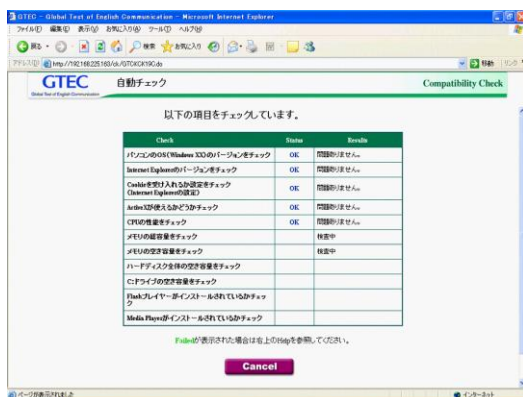 GTEC - Global Test of English Communication - Microsoft Internet Explorer
ファイル(F) 編集(E) 表示(V) お気に入り(A) ツール(T) ヘルプ(H)
戻る 検索 お気に入り
アドレス(D) http://192.168.225.160/ck/GTCKCK19C.do 移動 リンク
GTEC 自動チェック Compatibility Check
Global Test of English Communication
以下の項目をチェックしています。
Check Status Results
パソコンのOS(Windows XX)のバージョンをチェック OK 問題ありません。
Internet Explorerのバージョンをチェック OK 問題ありません。
Cookieを受け入れるか設定をチェック
(Internet Explorerの設定) OK 問題ありません。
ActiveXが使えるかどうかチェック OK 問題ありません。
CPUの性能をチェック OK 問題ありません。
メモリの総容量をチェック 検査中
メモリの空き容量をチェック 検査中
ハードディスク全体の空き容量をチェック
C:ドライブの空き容量をチェック
Flashプレイヤーがインストールされているかチェッ
ク
Media Playerがインストールされているかチェック
Failedが表示された場合は右上のHelpを参照してください。
Cancel
ページが表示されました インターネット